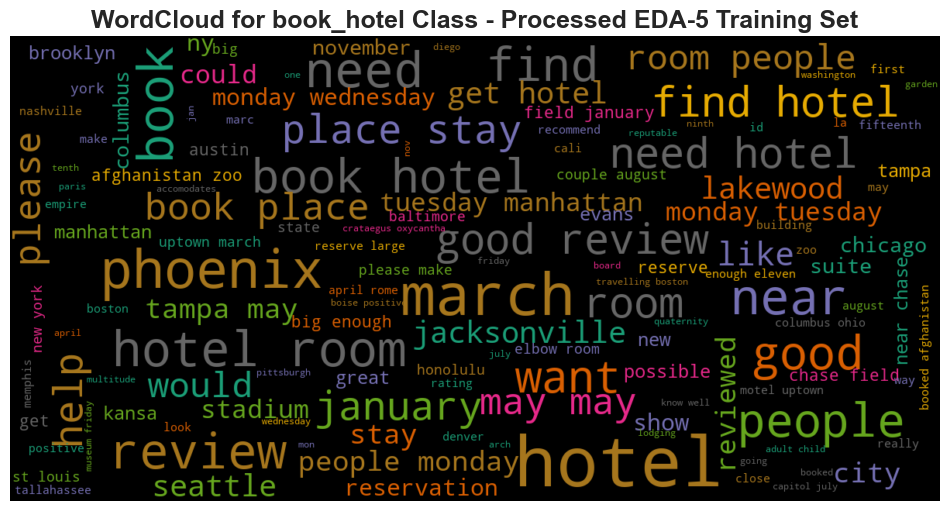 WordCloud for book_hotel Class - Processed EDA-5 Training Set
brooklyn
ny
big
november
diego
need
find
room people
washington
first
garden
york
columbus
book
could
one
monday wednesday
get hotel
field january
find hotel
nashville
make
jan
marc
place stay
recommend
reputable
ninth
id
la
fifteenth
please
tenth
paris
empire
austin
nov
cali
need hotel
tampa
afghanistan zoo
accomodates
book hotel
couple august
lakewood
may
book place
tuesday manhattan
baltimore
evans
monday tuesday
building
manhattan
uptown march
state
crataegus oxycantha
reserve large
friday
good review
like
zoo
chicago
phoenix
please make
board
reserve
enough eleven
suite
near chase
new york
boston
tampa may
april rome
boise positive
march
travelling boston
room
near
august
booked afghanistan
april
big enough
jacksonville
quaternity
columbus ohio
hotel room
july
elbow room
new
good
help
memphis
multitude
would
pittsburgh
great
honolulu
rating
want
possible
reviewed
chase field
way
motel uptown
get
kansa
stadium
january
may may
know well
people
adult child
museum friday
look
wednesday
stay
denver
arch
show
lodging
really
positive
review
mon
people monday
hotel
going
booked
city
st louis
tallahassee
seattle
reservation
close
capitol july